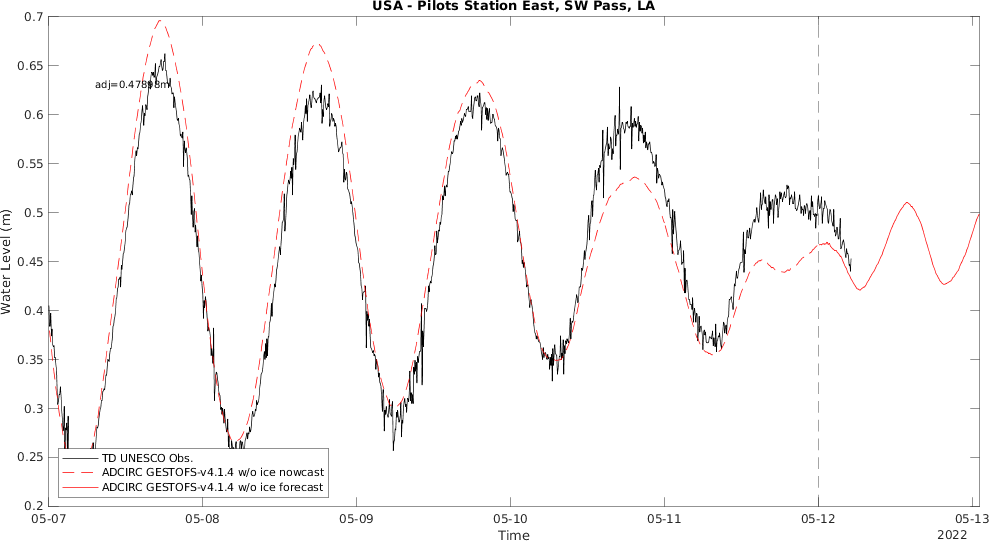 USA - Pilots Station East, SW Pass, LA
0.7
0.65
0.6
0.55
0.5
0.45
0.4
0.35
0.3
0.25
0.2
Water Level (m)
TD UNESCO Obs.
ADCIRC GESTOFS-v4.1.4 w/o ice nowcast
ADCIRC GESTOFS-v4.1.4 w/o ice forecast
05-07 05-08 05-09 05-10 05-11 05-12 05-13
Time
2022